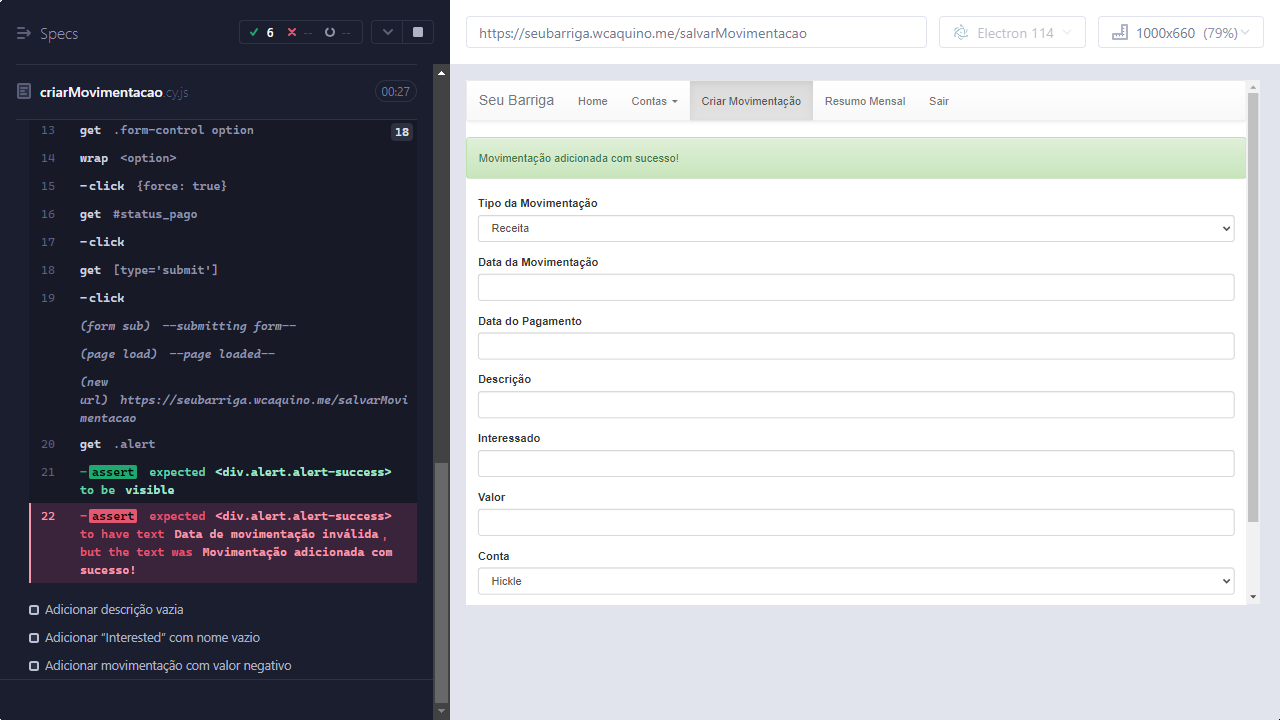 Specs
6
--
--
https://seubarriga.wcaquino.me/salvarMovimentacao
Electron 114
1000x660 (79%)
criarMovimentacao.cy.js
00:27
13 get .form-control option 18
14 wrap <option>
15 -click {force: true}
16 get #status_pago
17 -click
18 get [type='submit']
19 -click
(form sub) --submitting form--
(page load) --page loaded--
(new
url) https://seubarriga.wcaquino.me/salvarMovi
mentacao
20 get .alert
21 -assert expected <div.alert.alert-success>
to be visible
22 -assert expected <div.alert.alert-success>
to have text Data de movimentação inválida,
but the text was Movimentação adicionada com
sucesso!
Adicionar descrição vazia
Adicionar “Interested” com nome vazio
Adicionar movimentação com valor negativo
Seu Barriga Home Contas Criar Movimentação Resumo Mensal Sair
Movimentação adicionada com sucesso!
Tipo da Movimentação
Receita
Data da Movimentação
Data do Pagamento
Descrição
Interessado
Valor
Conta
Hickle